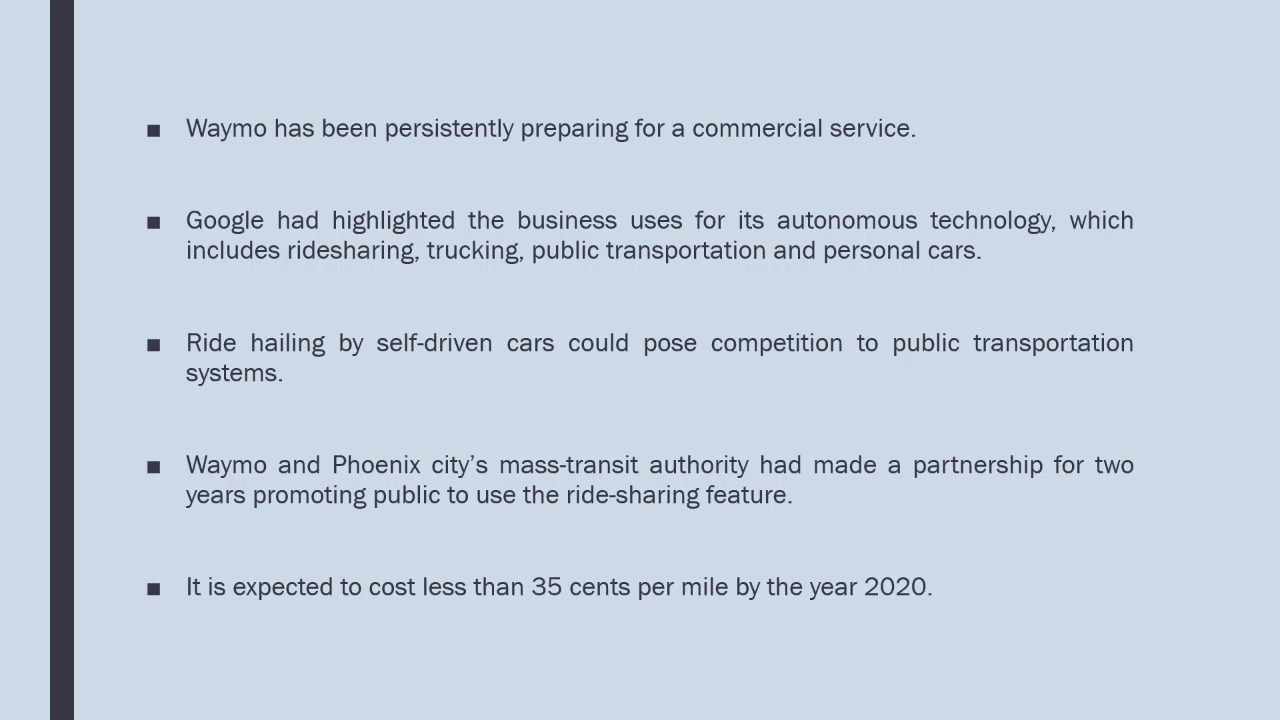 ▪ Waymo has been persistently preparing for a commercial service.
▪ Google had highlighted the business uses for its autonomous technology, which
includes ridesharing, trucking, public transportation and personal cars.
▪ Ride hailing by self-driven cars could pose competition to public transportation
systems.
▪ Waymo and Phoenix city’s mass-transit authority had made a partnership for two
years promoting public to use the ride-sharing feature.
▪ It is expected to cost less than 35 cents per mile by the year 2020.